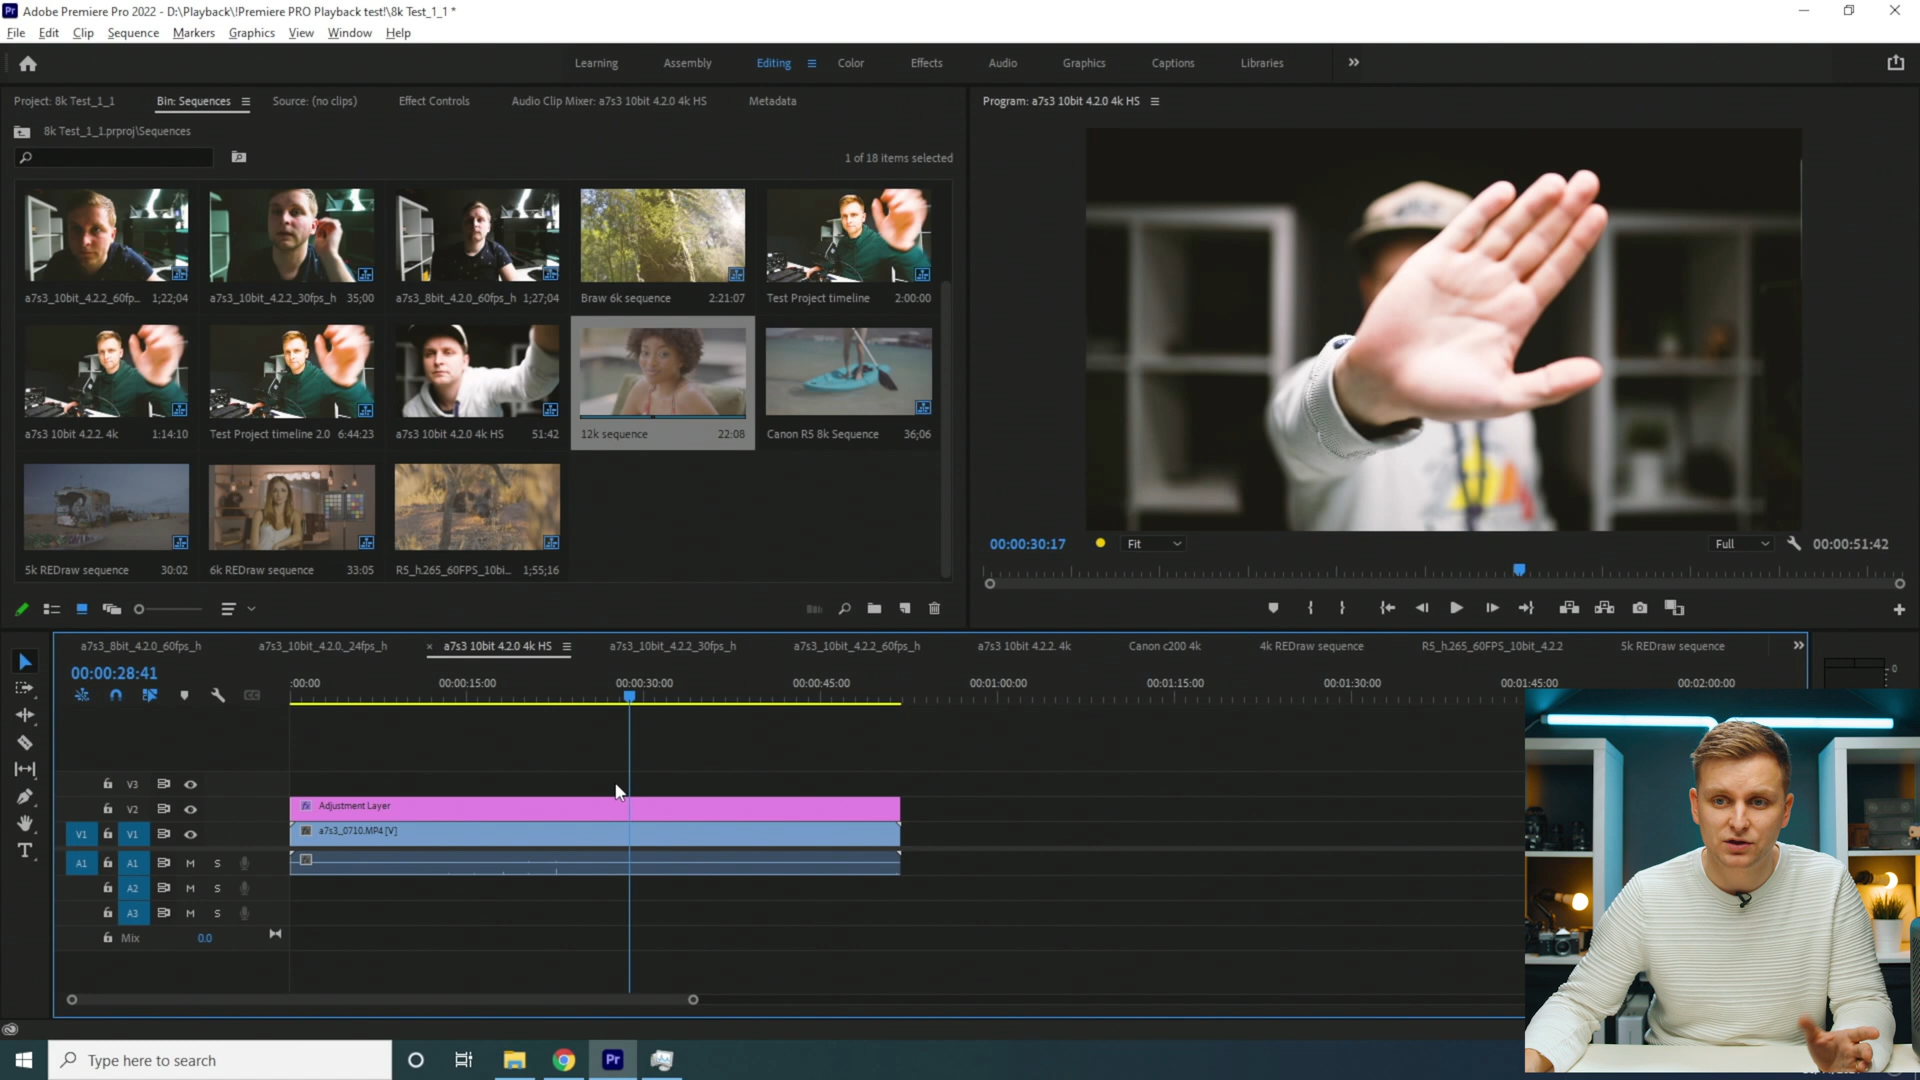 Pr Adobe Premiere Pro 2022 - D:\Playback\!Premiere PRO Playback test!\8k Test_1_1 *
File Edit Clip Sequence Markers Graphics View Window Help
Learning Assembly Editing Color Effects Audio Graphics Captions Libraries
Project: 8k Test_1_1 Bin: Sequences Source: (no clips) Effect Controls Audio Clip Mixer: a7s3 10bit 4.2.0 4k HS Metadata
Program: a7s3 10bit 4.2.0 4k HS
8k Test_1_1.prproj\Sequences
1 of 18 items selected
a7s3_10bit_4.2.2_60fp... 1;22;04 a7s3_10bit_4.2.2_30fps_h 35;00 a7s3_8bit_4.2.0_60fps_h 1;27;04 Braw 6k sequence 2:21:07 Test Project timeline 2:00:00
a7s3 10bit 4.2.2. 4k 1:14:10 Test Project timeline 2.0 6:44:23 a7s3 10bit 4.2.0 4k HS 51:42 12k sequence 22:08 Canon R5 8k Sequence 36;06
5k REDraw sequence 30:02 6k REDraw sequence 33:05 R5_h.265_60FPS_10bi... 1;55;16
00:00:30:17 Fit Full 00:00:51:42
a7s3_8bit_4.2.0_60fps_h a7s3_10bit_4.2.0._24fps_h × a7s3 10bit 4.2.0 4k HS a7s3_10bit_4.2.2_30fps_h a7s3_10bit_4.2.2_60fps_h a7s3 10bit 4.2.2. 4k Canon c200 4k 4k REDraw sequence R5_h.265_60FPS_10bit_4.2.2 5k REDraw sequence
00:00:28:41
:00:00 00:00:15:00 00:00:30:00 00:00:45:00 00:01:00:00 00:01:15:00 00:01:30:00 00:01:45:00 00:02:00:00
0
V3
V2 fx Adjustment Layer
V1 V1 a7s3_0710.MP4 [V]
A1 A1 M S
A2 M S
A3 M S
Mix 0.0
Type here to search Pr